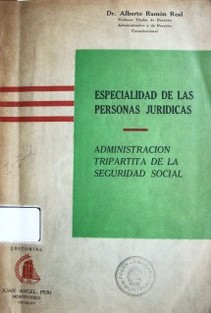 Dr. Alberto Ramón Real
Profesor Titular de Derecho
Administrativo y de Derecho
Constitucional
ESPECIALIDAD DE LAS
PERSONAS JURIDICAS
ADMINISTRACION
TRIPARTITA DE LA
SEGURIDAD SOCIAL
EDITORIAL
JUAN ANGEL PERI
MONTEVIDEO